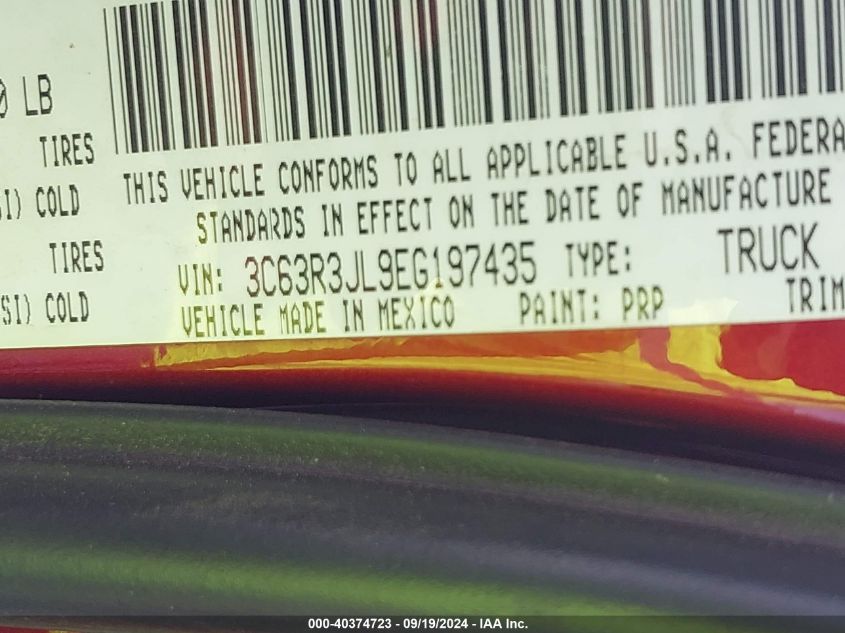 0 LB
TIRES
SI) COLD
TIRES
SI) COLD
THIS VEHICLE CONFORMS TO ALL APPLICABLE U.S.A. FEDERA
STANDARDS IN EFFECT ON THE DATE OF MANUFACTURE
VIN: 3C63R3JL9EG197435 TYPE: TRUCK
VEHICLE MADE IN MEXICO PAINT: PRP TRIM
000-40374723 - 09/19/2024 - IAA Inc.